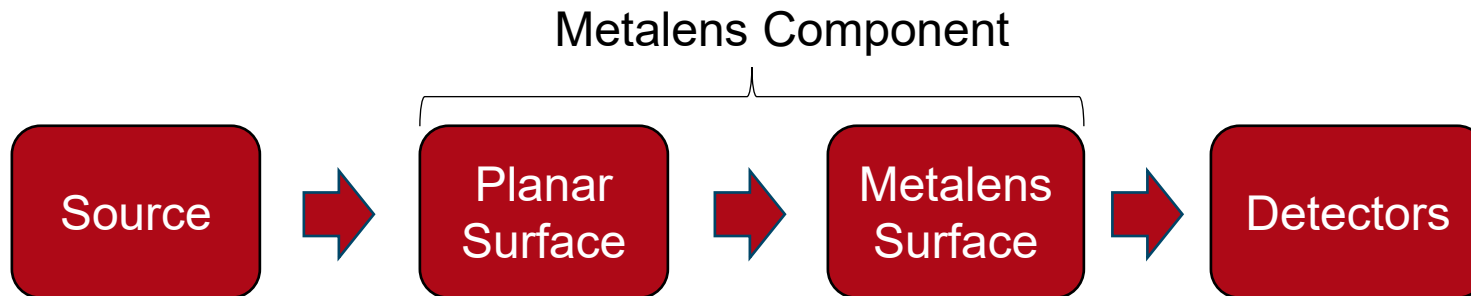 Metalens Component
Source
Planar
Surface
Metalens
Surface
Detectors